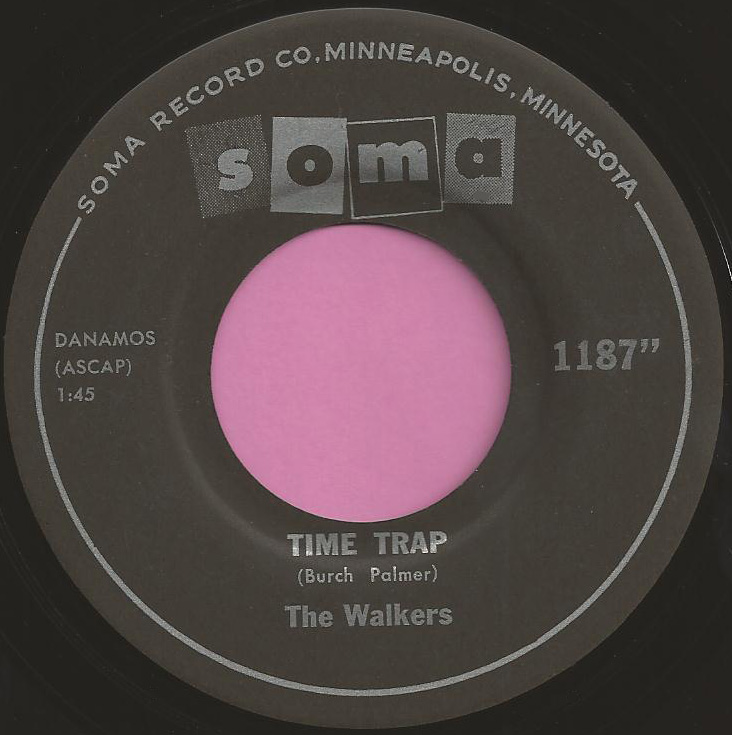 SOMA RECORD CO, MINNEAPOLIS, MINNESOTA
soma
DANAMOS
(ASCAP)
1:45
1187”
TIME TRAP
(Burch Palmer)
The Walkers